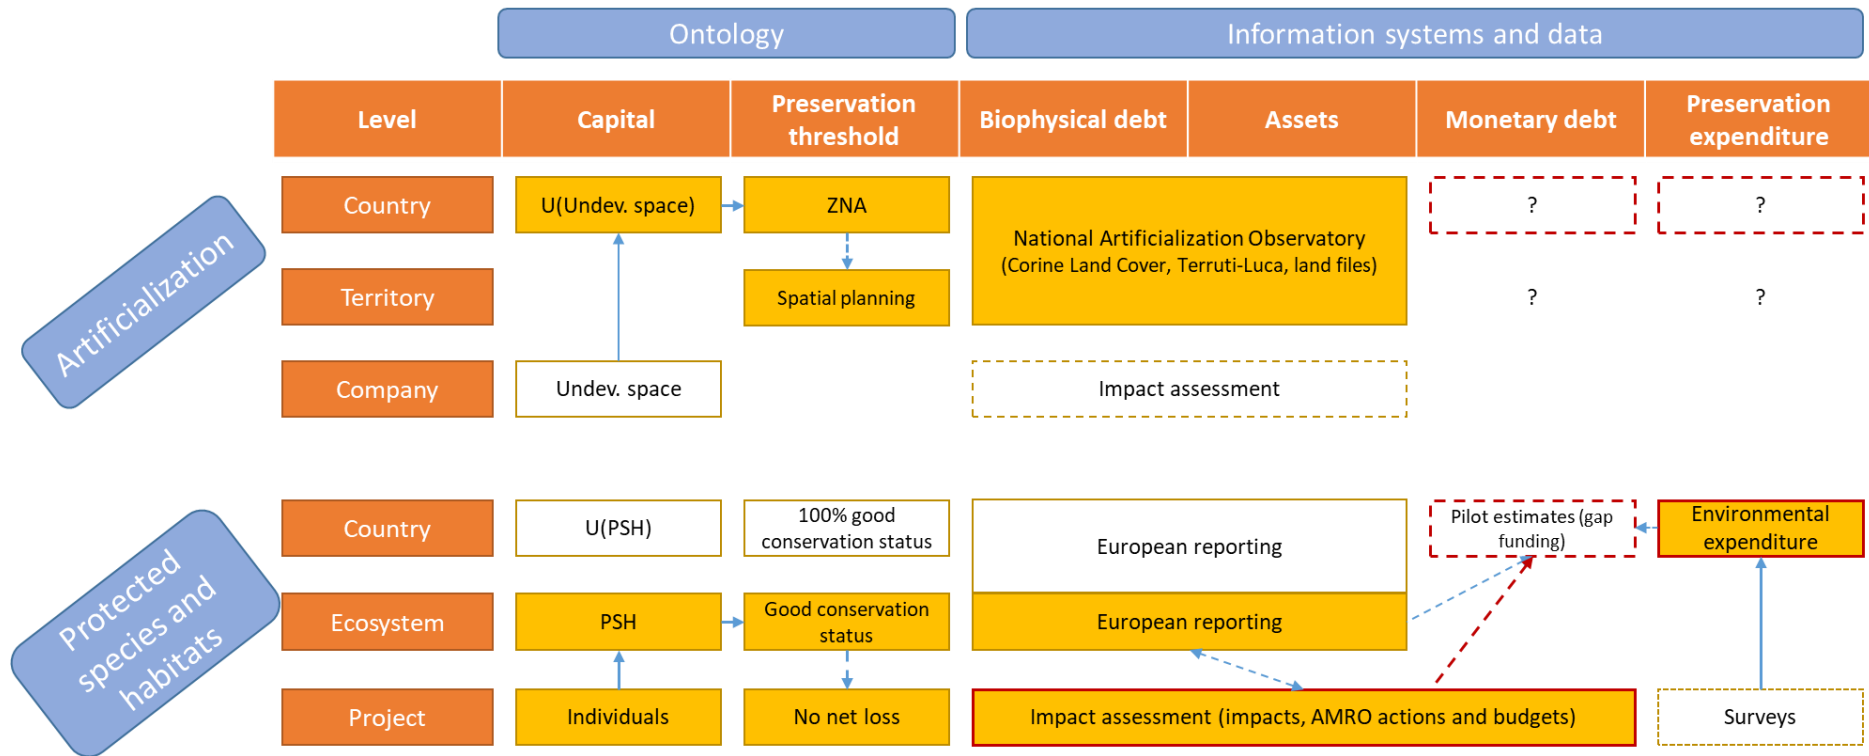 Ontology
Information systems and data
Level
Capital
Preservation
threshold
Biophysical debt
Assets
Monetary debt
Preservation
expenditure
Artificialization
Country
U(Undev. space)
ZNA
National Artificialization Observatory
(Corine Land Cover, Terruti-Luca, land files)
?
?
Territory
Spatial planning
?
?
Company
Undev. space
Impact assessment
Protected
species and
habitats
Country
U(PSH)
100% good
conservation status
European reporting
Pilot estimates (gap
funding)
Environmental
expenditure
Ecosystem
PSH
Good conservation
status
European reporting
Project
Individuals
No net loss
Impact assessment (impacts, AMRO actions and budgets)
Surveys